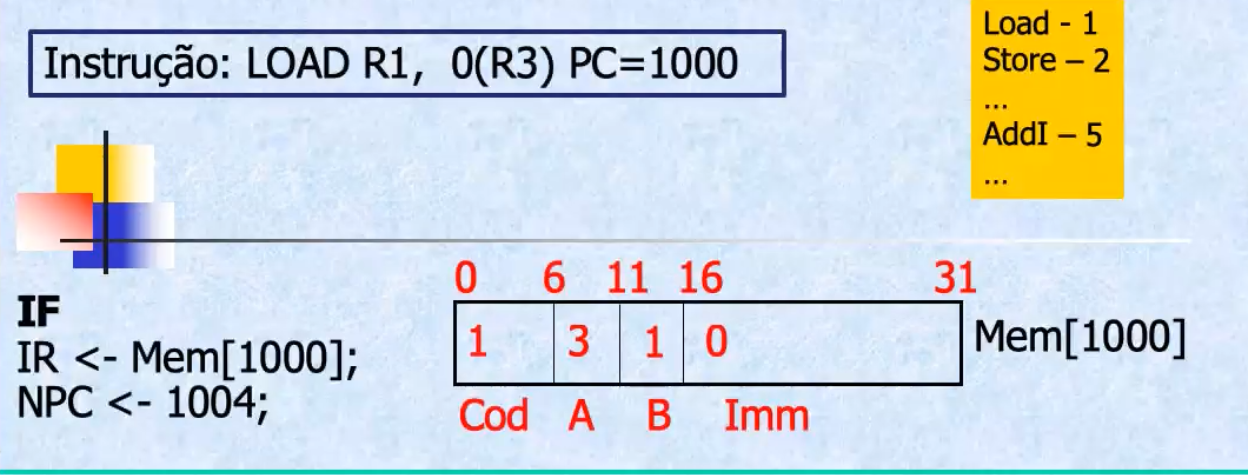 Instrução: LOAD R1, 0(R3) PC=1000
Load - 1
Store – 2
...
AddI – 5
...
IF
IR <- Mem[1000];
NPC <- 1004;
0 6 11 16 31
1 3 1 0
Mem[1000]
Cod A B Imm